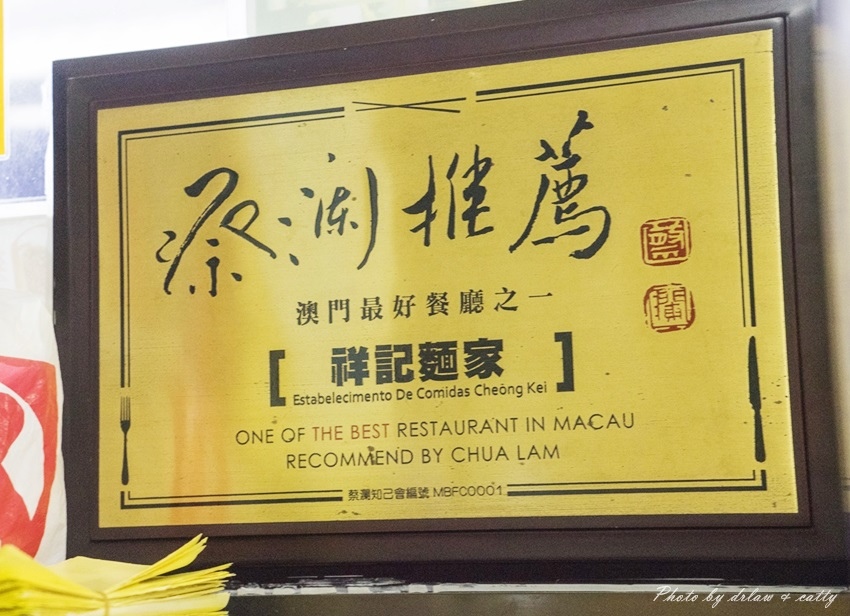 蔡瀾推薦
澳門最好餐廳之一
【祥記麵家】
Estabelecimento De Comidas Cheong Kei
ONE OF THE BEST RESTAURANT IN MACAU
RECOMMEND BY CHUA LAM
蔡瀾知己會編號 MBFC0001
Photo by drlaw & catly